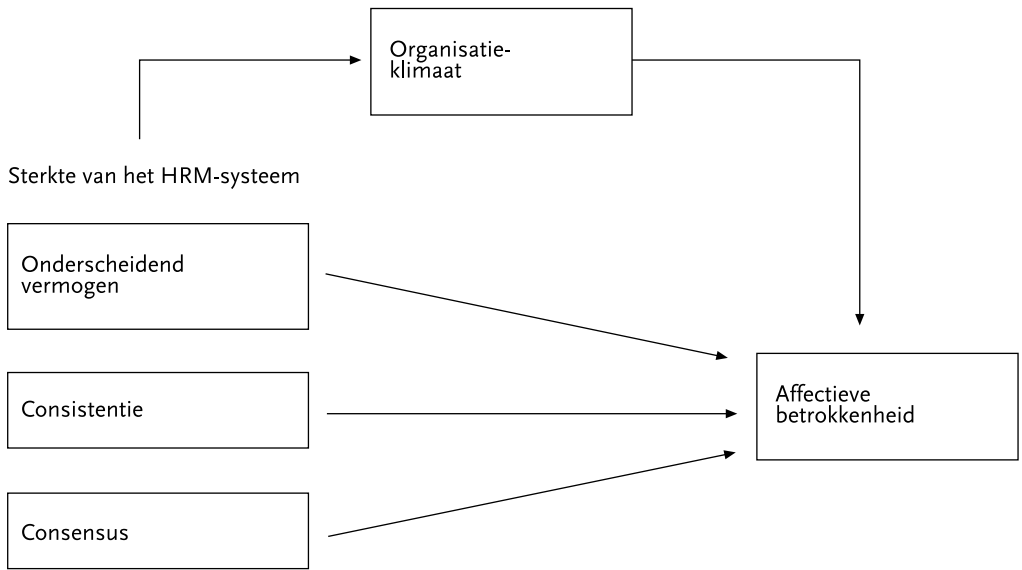 Organisatie-
klimaat
Sterkte van het HRM-systeem
Onderscheidend
vermogen
Consistentie
Affectieve
betrokkenheid
Consensus